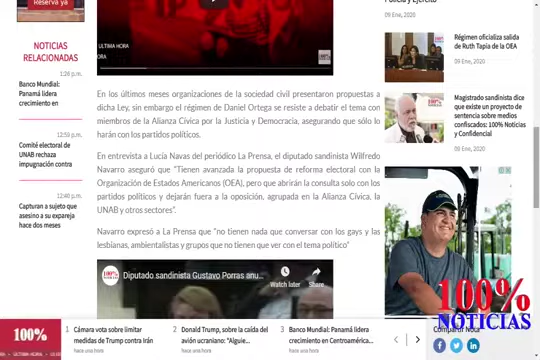 Reserva ya
NOTICIAS
RELACIONADAS
1:26 p.m.
Banco Mundial:
Panamá lidera
crecimiento en
12:59 p.m.
Comité electoral de
UNAB rechaza
impugnación contra
12:40 p.m.
Capturan a sujeto que
asesino a su expareja
hace dos meses
ULTIMA HORA
En los últimos meses organizaciones de la sociedad civil presentaron propuestas a
dicha Ley, sin embargo el régimen de Daniel Ortega se resiste a debatir el tema con
miembros de la Alianza Cívica por la Justicia y Democracia, asegurando que sólo lo
harán con los partidos políticos.
En entrevista a Lucía Navas del periódico La Prensa, el diputado sandinista Wilfredo
Navarro aseguró que “Tienen avanzada la propuesta de reforma electoral con la
Organización de Estados Americanos (OEA), pero que abrirán la consulta solo con los
partidos políticos y dejarán fuera a la oposición, agrupada en la Alianza Cívica, la
UNAB y otros sectores”.
Navarro expresó a La Prensa que “no tienen nada que conversar con los gays y las
lesbianas, ambientalistas y grupos que no tienen que ver con el tema político”
Diputado sandinista Gustavo Porras anu...
Watch later
Share
Policía y Ejército
09 Ene, 2020
Régimen oficializa salida
de Ruth Tapia de la OEA
09 Ene, 2020
Magistrado sandinista dice
que existe un proyecto de
sentencia sobre medios
confiscados: 100% Noticias
y Confidencial
09 Ene, 2020
100%
NOTICIAS
100%
1 Cámara vota sobre limitar
medidas de Trump contra Irán
hace una hora
2 Donald Trump, sobre la caída del
avión ucraniano: "Alguie...
hace una hora
3 Banco Mundial: Panamá lidera
crecimiento en Centroamérica...
hace una hora
Compartir Nota